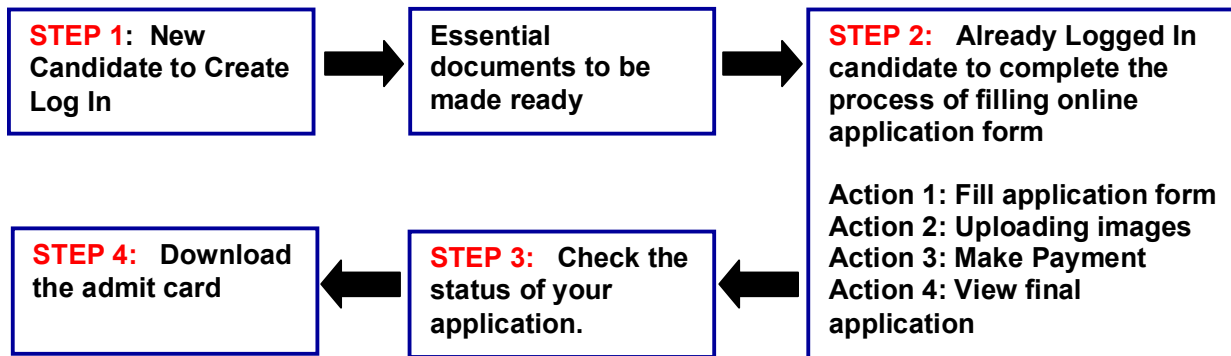 STEP 1: New
Candidate to Create
Log In
Essential
documents to be
made ready
STEP 2: Already Logged In
candidate to complete the
process of filling online
application form
Action 1: Fill application form
Action 2: Uploading images
Action 3: Make Payment
Action 4: View final
application
STEP 3: Check the
status of your
application.
STEP 4: Download
the admit card